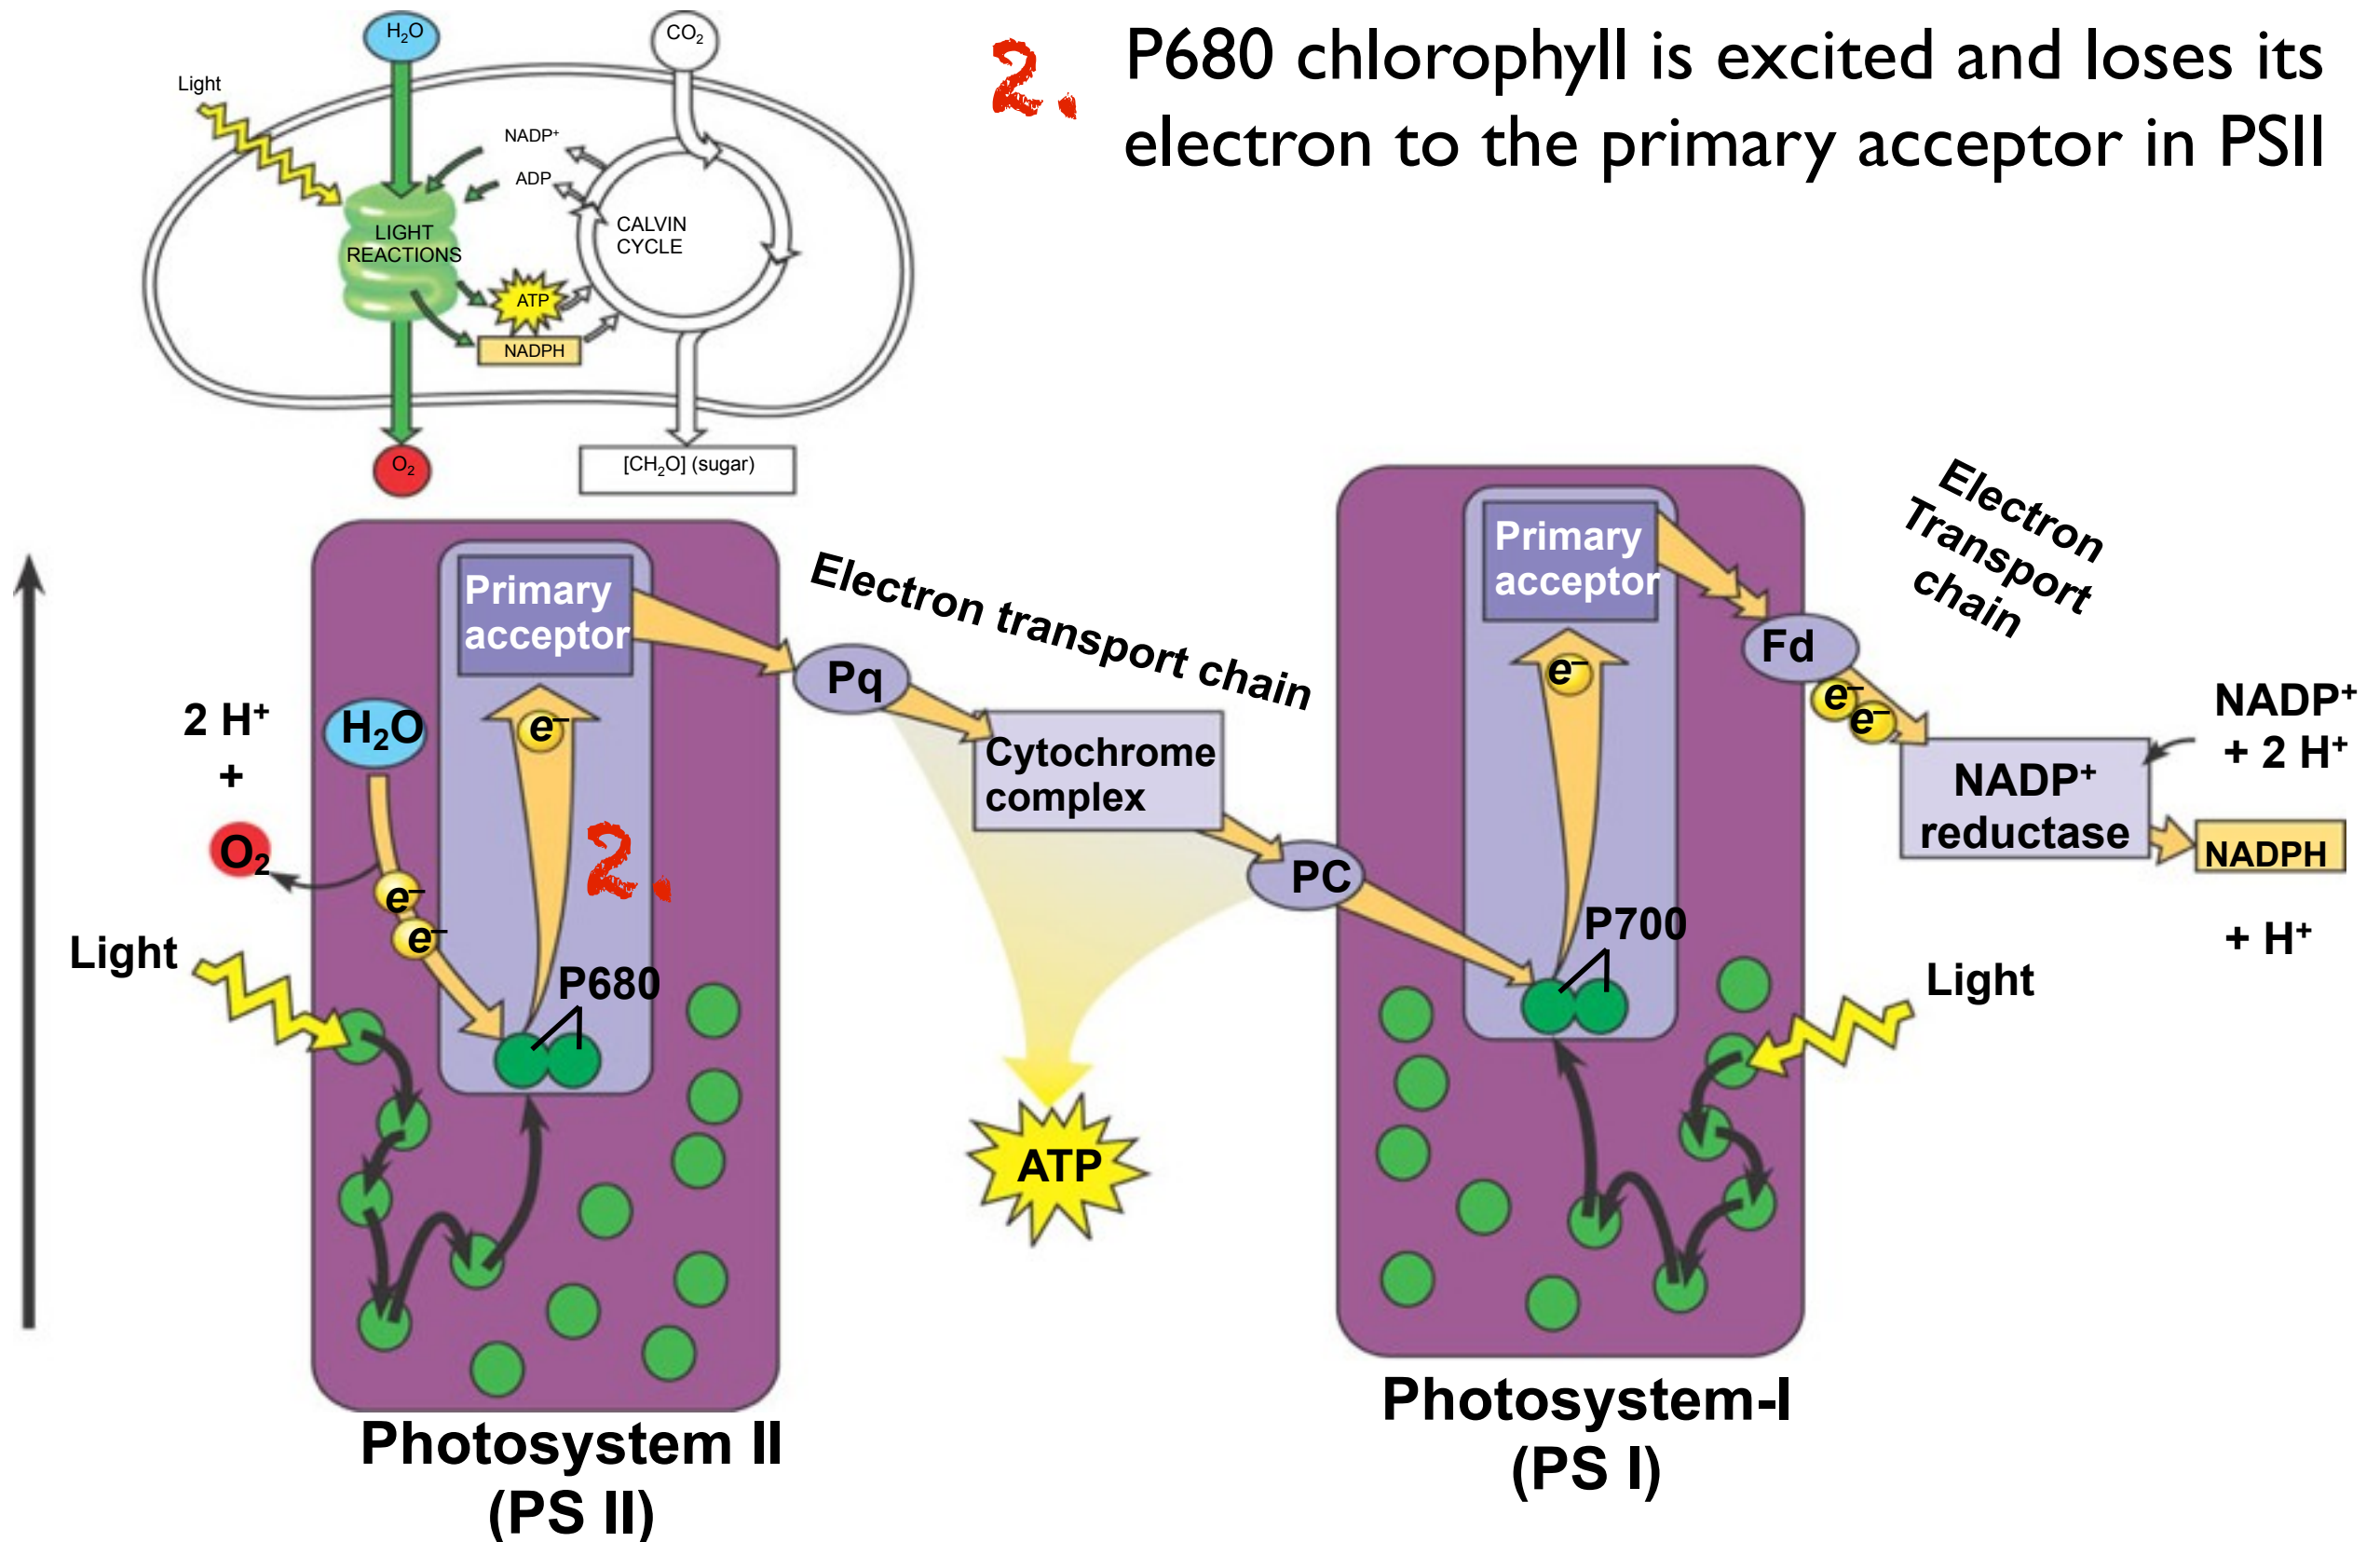 2. P680 chlorophyll is excited and loses its
electron to the primary acceptor in PSII
H₂O
CO₂
Light
NADP⁺
ADP
LIGHT
REACTIONS
CALVIN
CYCLE
ATP
NADPH
O₂
[CH₂O] (sugar)
Primary
acceptor
Electron transport chain
Primary
acceptor
Electron
Transport
chain
Pq
Fd
2 H⁺
+
O₂
H₂O
e⁻
e⁻
e⁻
e⁻
e⁻
e⁻
Cytochrome
complex
NADP⁺
+ 2 H⁺
NADP⁺
reductase
NADPH
+ H⁺
2.
PC
P700
P680
Light
Light
ATP
Photosystem II
(PS II)
Photosystem-I
(PS I)